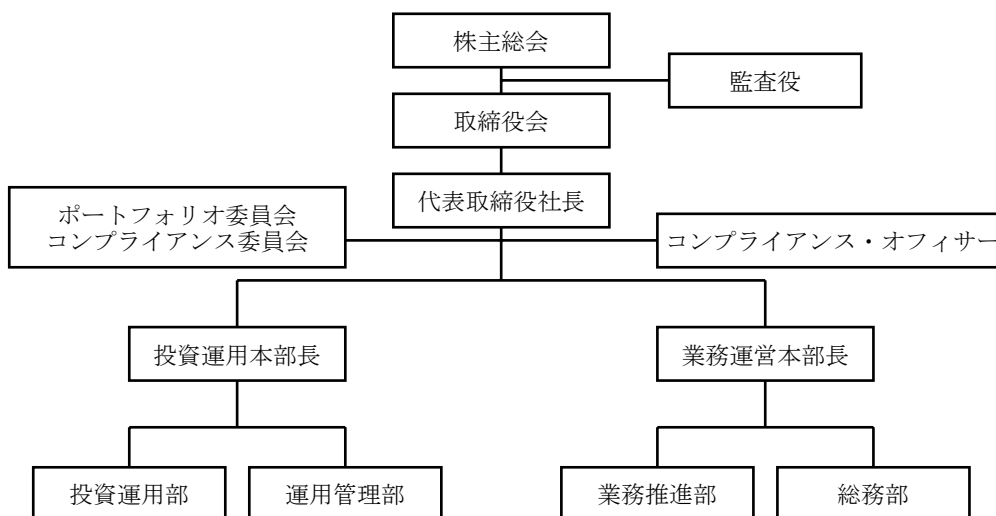 株主総会
監査役
取締役会
代表取締役社長
ポートフォリオ委員会
コンプライアンス委員会
コンプライアンス・オフィサー
投資運用本部長
業務運営本部長
投資運用部
運用管理部
業務推進部
総務部